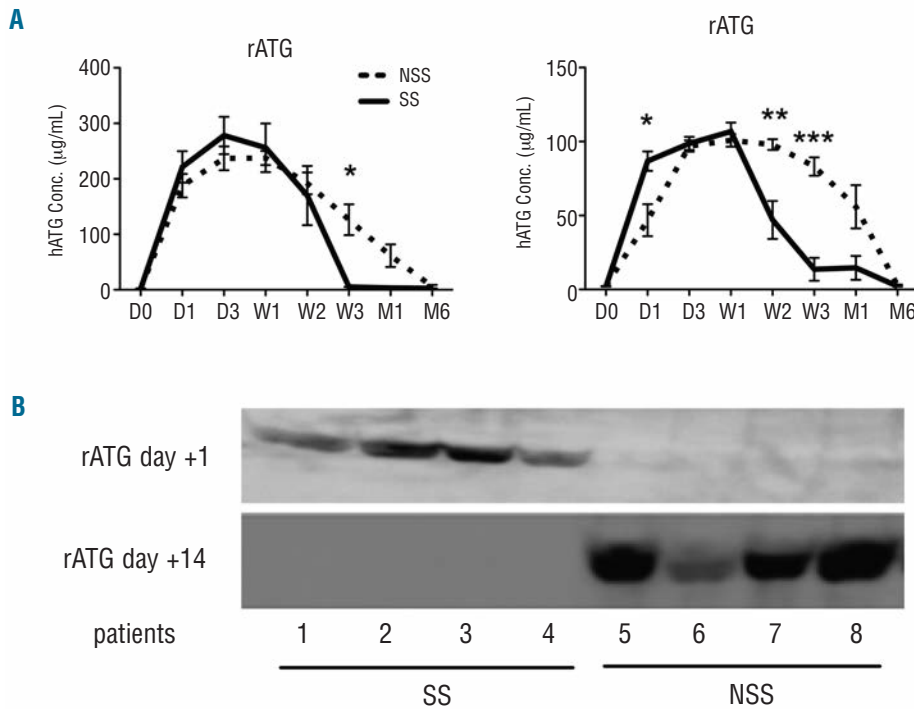 A
rATG
400
300
200
100
0
hATG Conc. (μg/mL)
NSS
SS
*
D0 D1 D3 W1 W2 W3 M1 M6
rATG
150
100
50
0
hATG Conc. (μg/mL)
* ** ***
D0 D1 D3 W1 W2 W3 M1 M6
B
rATG day +1
rATG day +14
patients 1 2 3 4 5 6 7 8
SS NSS